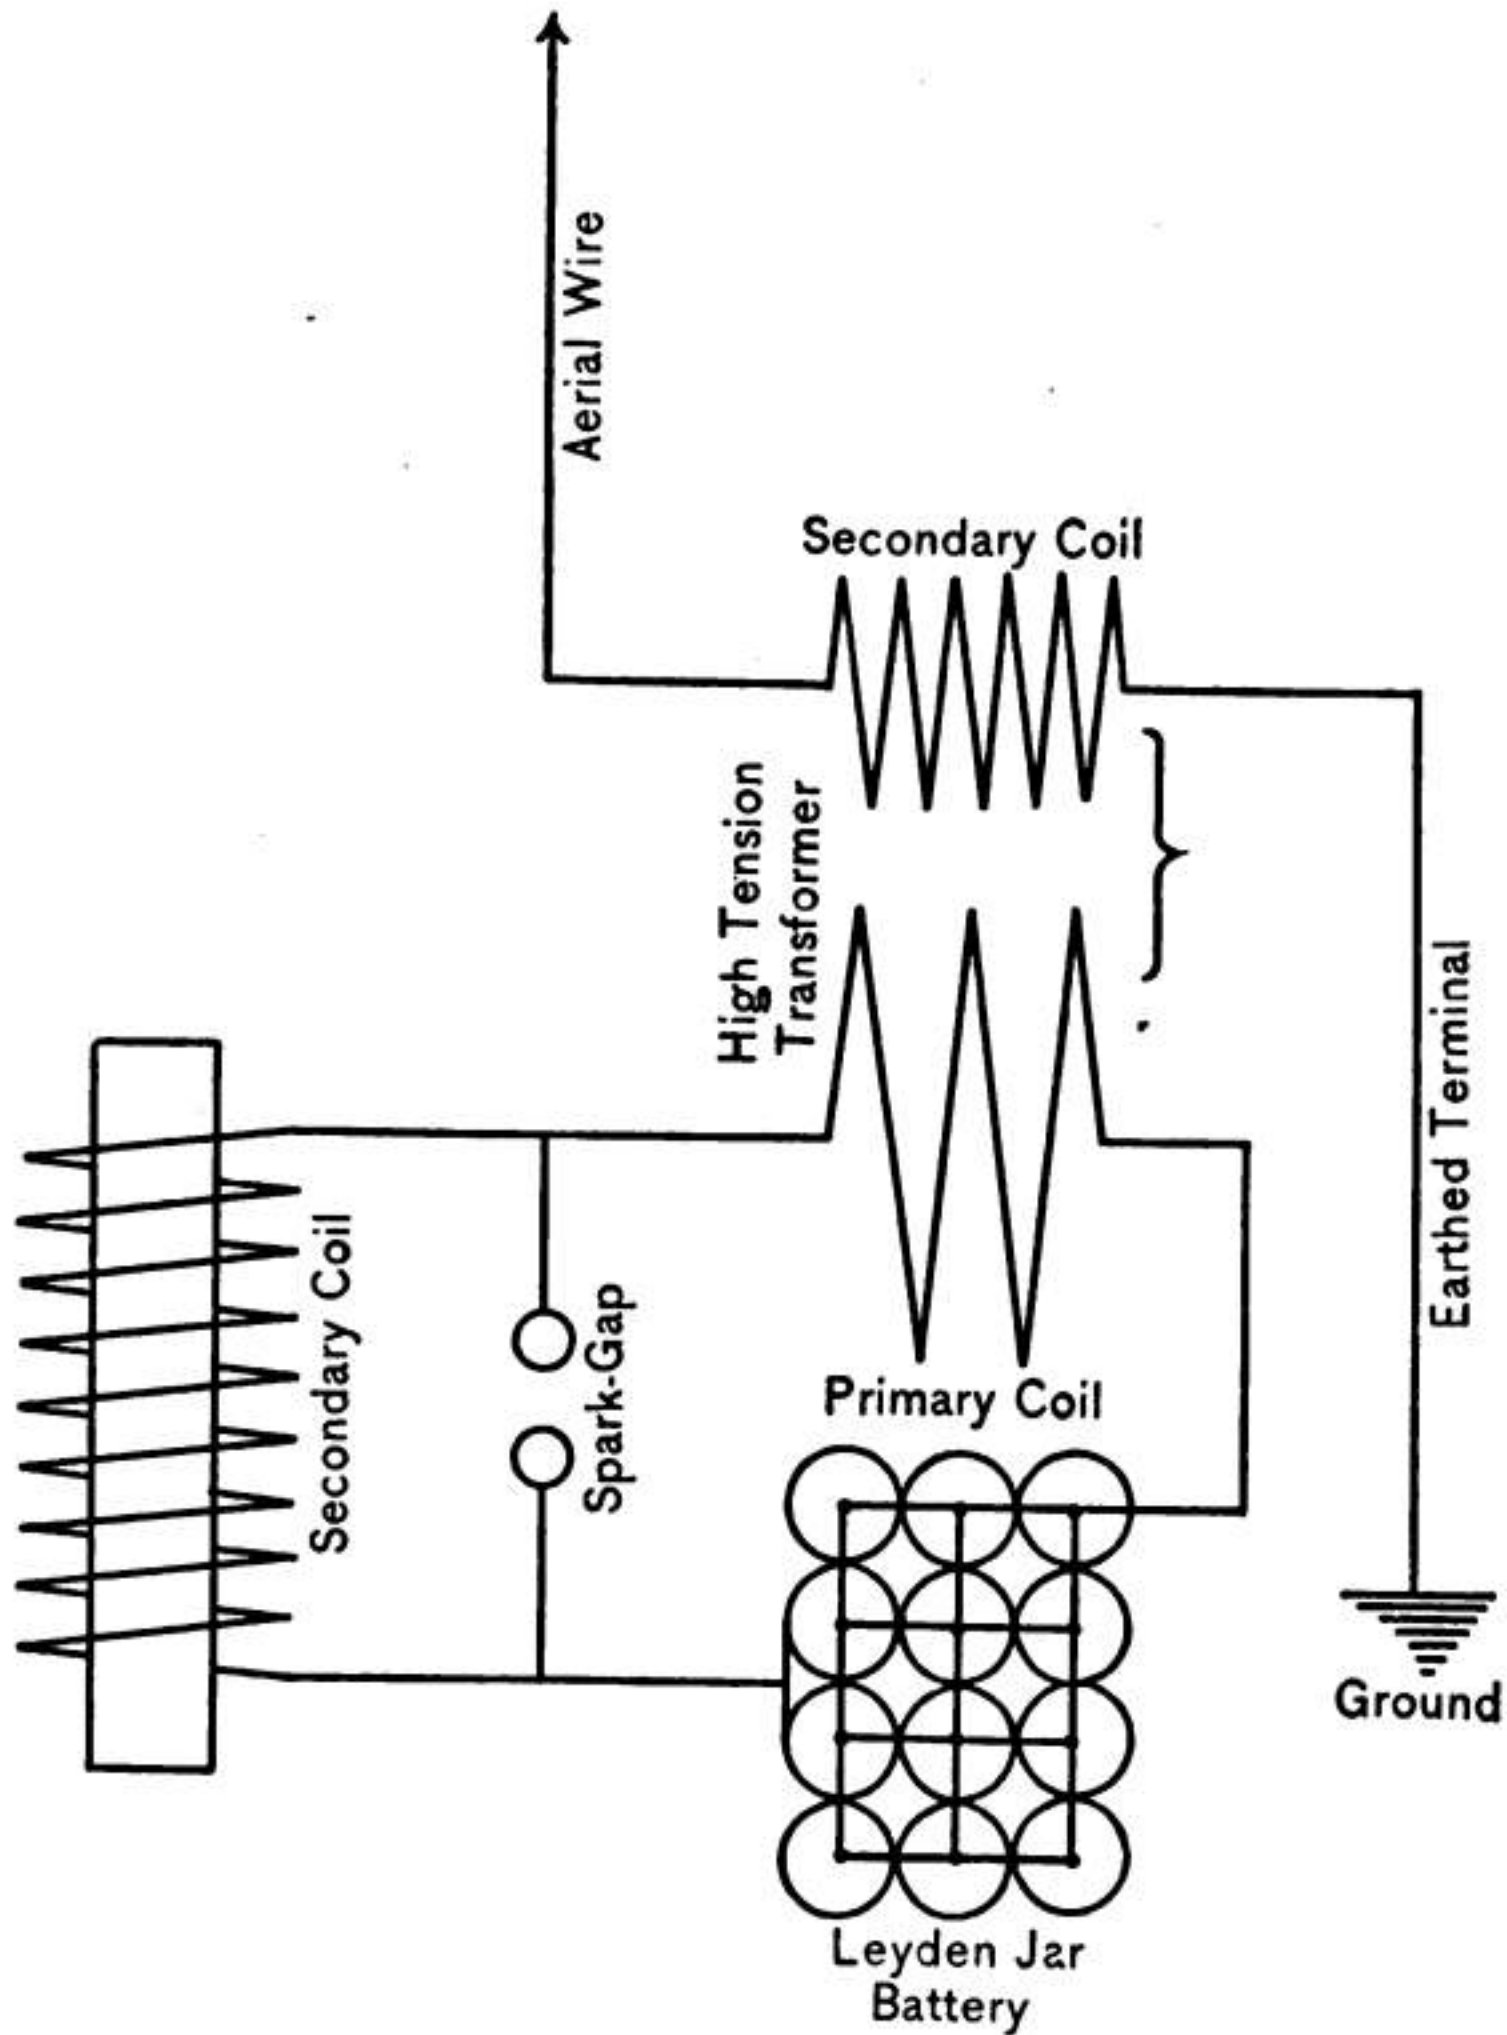 Aerial Wire
Secondary Coil
High Tension
Transformer
Earthed Terminal
Secondary Coil
Spark-Gap
Primary Coil
Ground
Leyden Jar
Battery